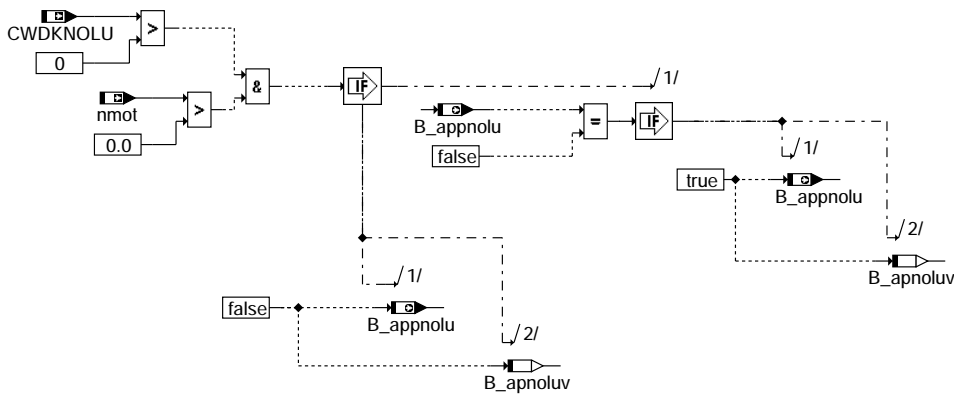 CWDKNOLU
>
0
nmot
>
0.0
&
IF
/1/
B_appnolu
=
false
IF
/1/
true
B_appnolu
/2/
B_apnoluv
/1/
false
B_appnolu
/2/
B_apnoluv